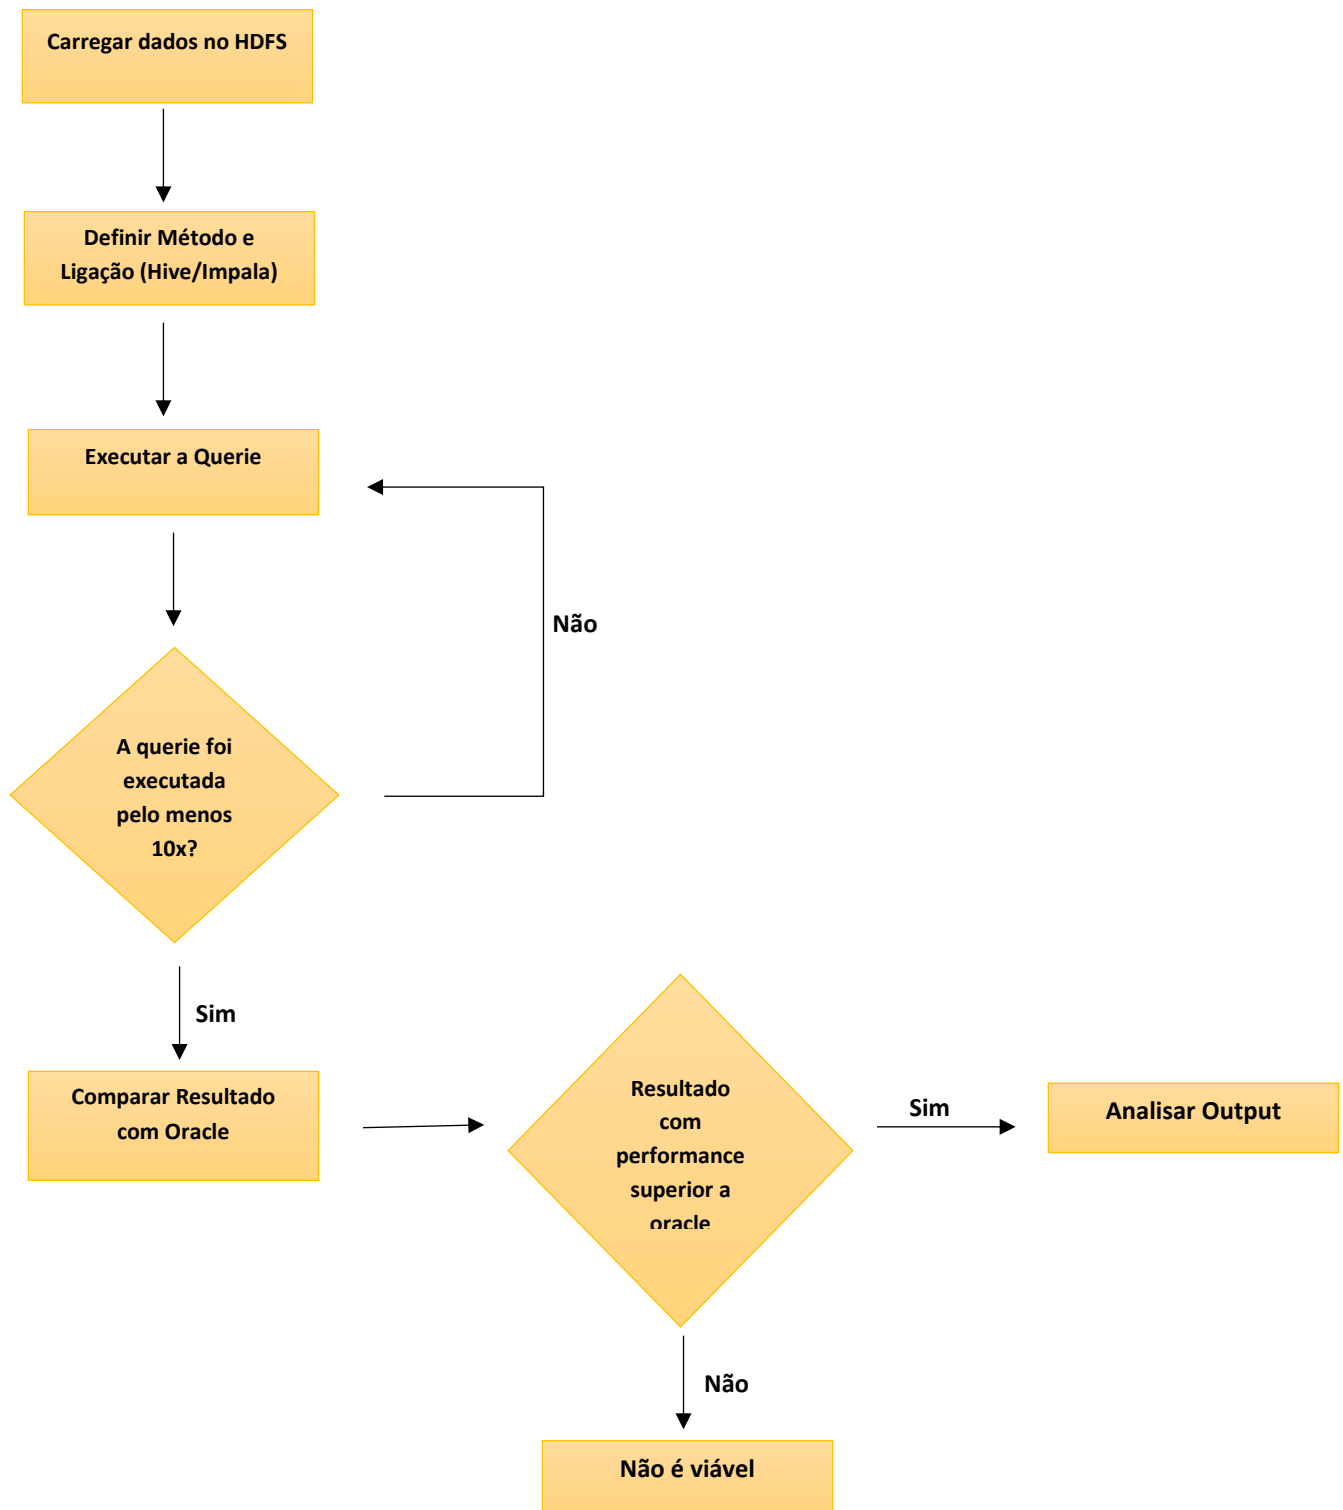 Carregar dados no HDFS
Definir Método e
Ligação (Hive/Impala)
Executar a Querie
Não
A querie foi
executada
pelo menos
10x?
Sim
Comparar Resultado
com Oracle
Resultado
com
performance
superior a
oracle
Sim
Analisar Output
Não
Não é viável